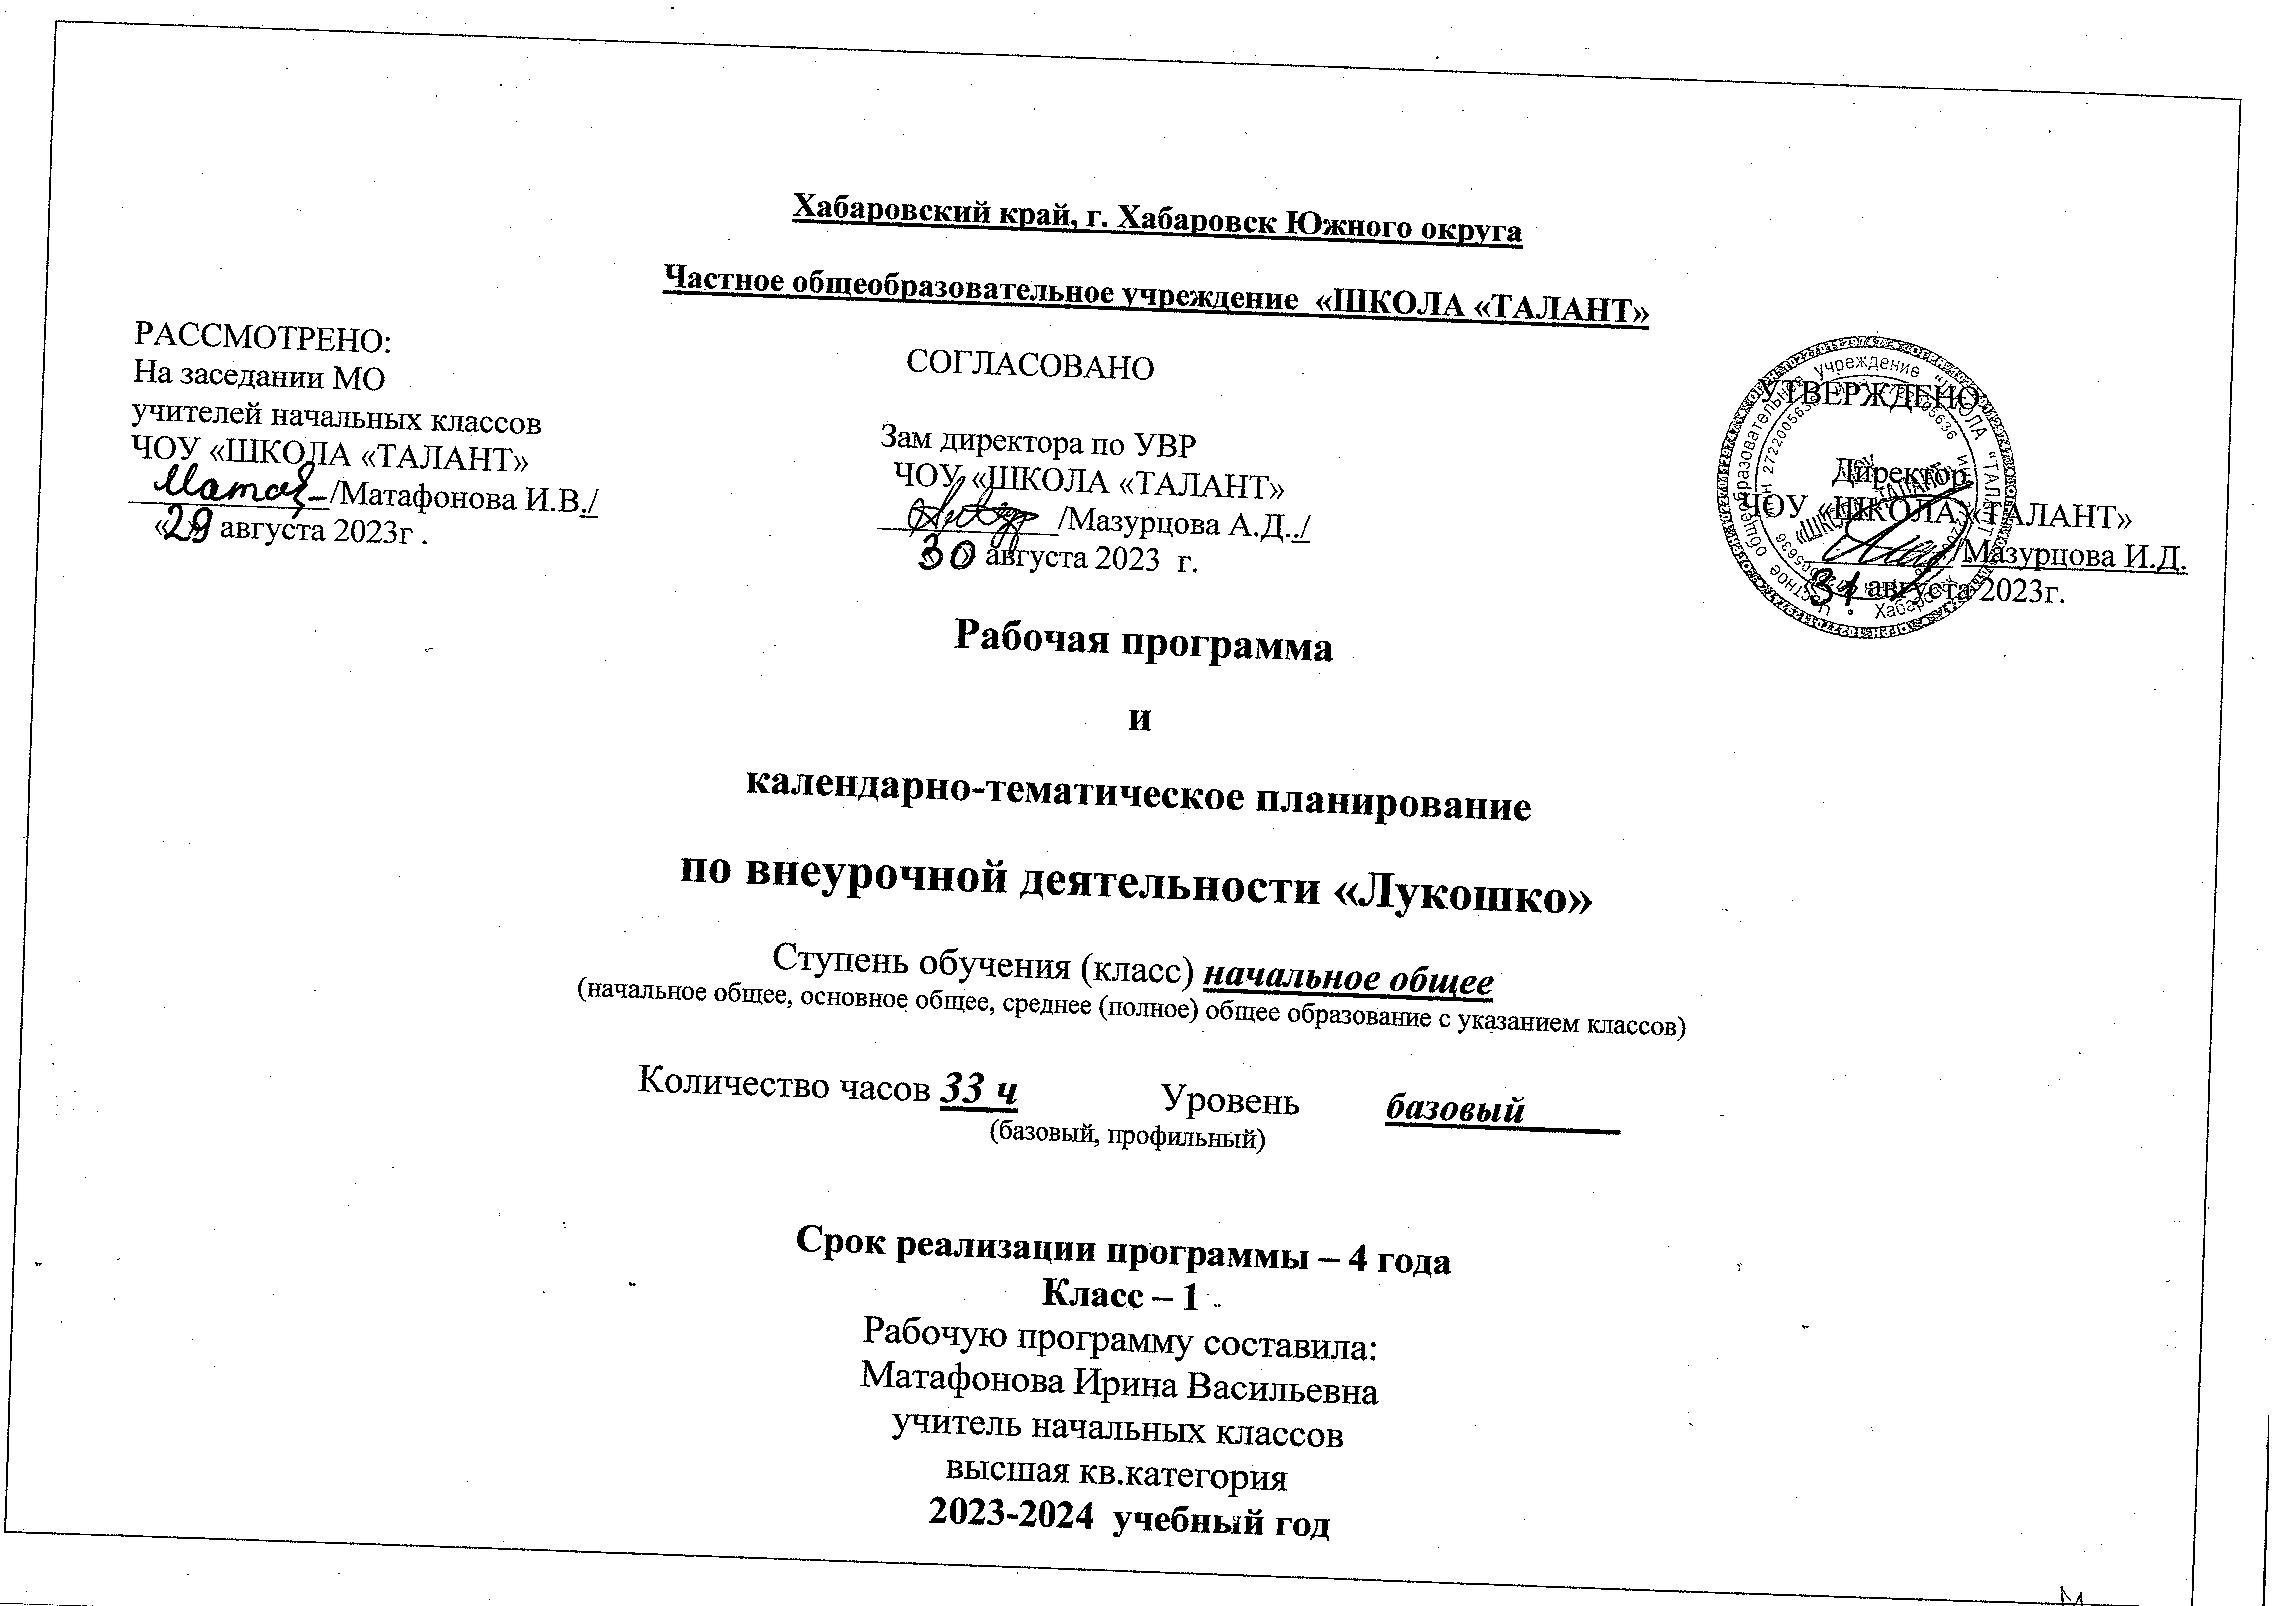 Хабаровский край, г. Хабаровск Южного округа
Частное общеобразовательное учреждение «ШКОЛА «ТАЛАНТ»
РАССМОТРЕНО:
На заседании МО
учителей начальных классов
ЧОУ «ШКОЛА «ТАЛАНТ»
/Матафонова И.В./
«29 августа 2023г .
СОГЛАСОВАНО
Зам директора по УВР
ЧОУ «ШКОЛА «ТАЛАНТ»
/Мазурцова А.Д../
30 августа 2023 г.
УТВЕРЖДЕНО
Директор
ЧОУ «ШКОЛА «ТАЛАНТ»
/Мазурцова И.Д.
31 августа 2023г.
Рабочая программа
и
календарно-тематическое планирование
по внеурочной деятельности «Лукошко»
Ступень обучения (класс) начальное общее
(начальное общее, основное общее, среднее (полное) общее образование с указанием классов)
Количество часов 33 ч Уровень базовый
(базовый, профильный)
Срок реализации программы – 4 года
Класс – 1
Рабочую программу составила:
Матафонова Ирина Васильевна
учитель начальных классов
высшая кв.категория
2023-2024 учебный год